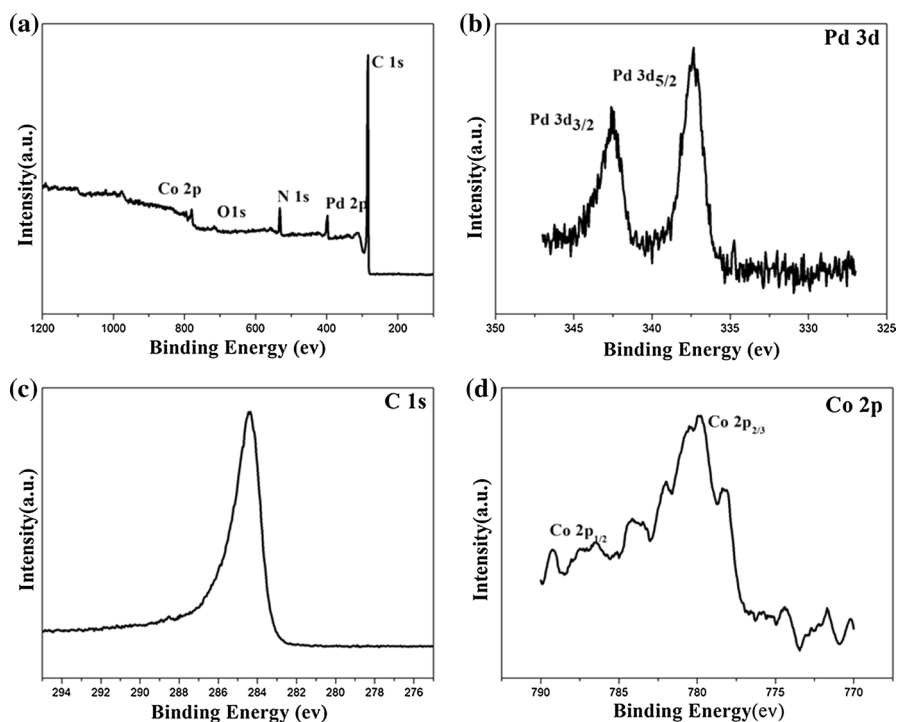 (a)
C 1s
Co 2p
O1s
N 1s
Pd 2p
Intensity(a.u.)
1200 1000 800 600 400 200
Binding Energy (ev)
(b)
Pd 3d
Pd 3d5/2
Pd 3d3/2
Intensity(a.u.)
350 345 340 335 330 325
Binding Energy (ev)
(c)
C 1s
Intensity(a.u.)
294 292 290 288 286 284 282 280 278 276
Binding Energy (ev)
(d)
Co 2p
Co 2p2/3
Co 2p1/2
Intensity(a.u.)
790 785 780 775 770
Binding Energy(ev)